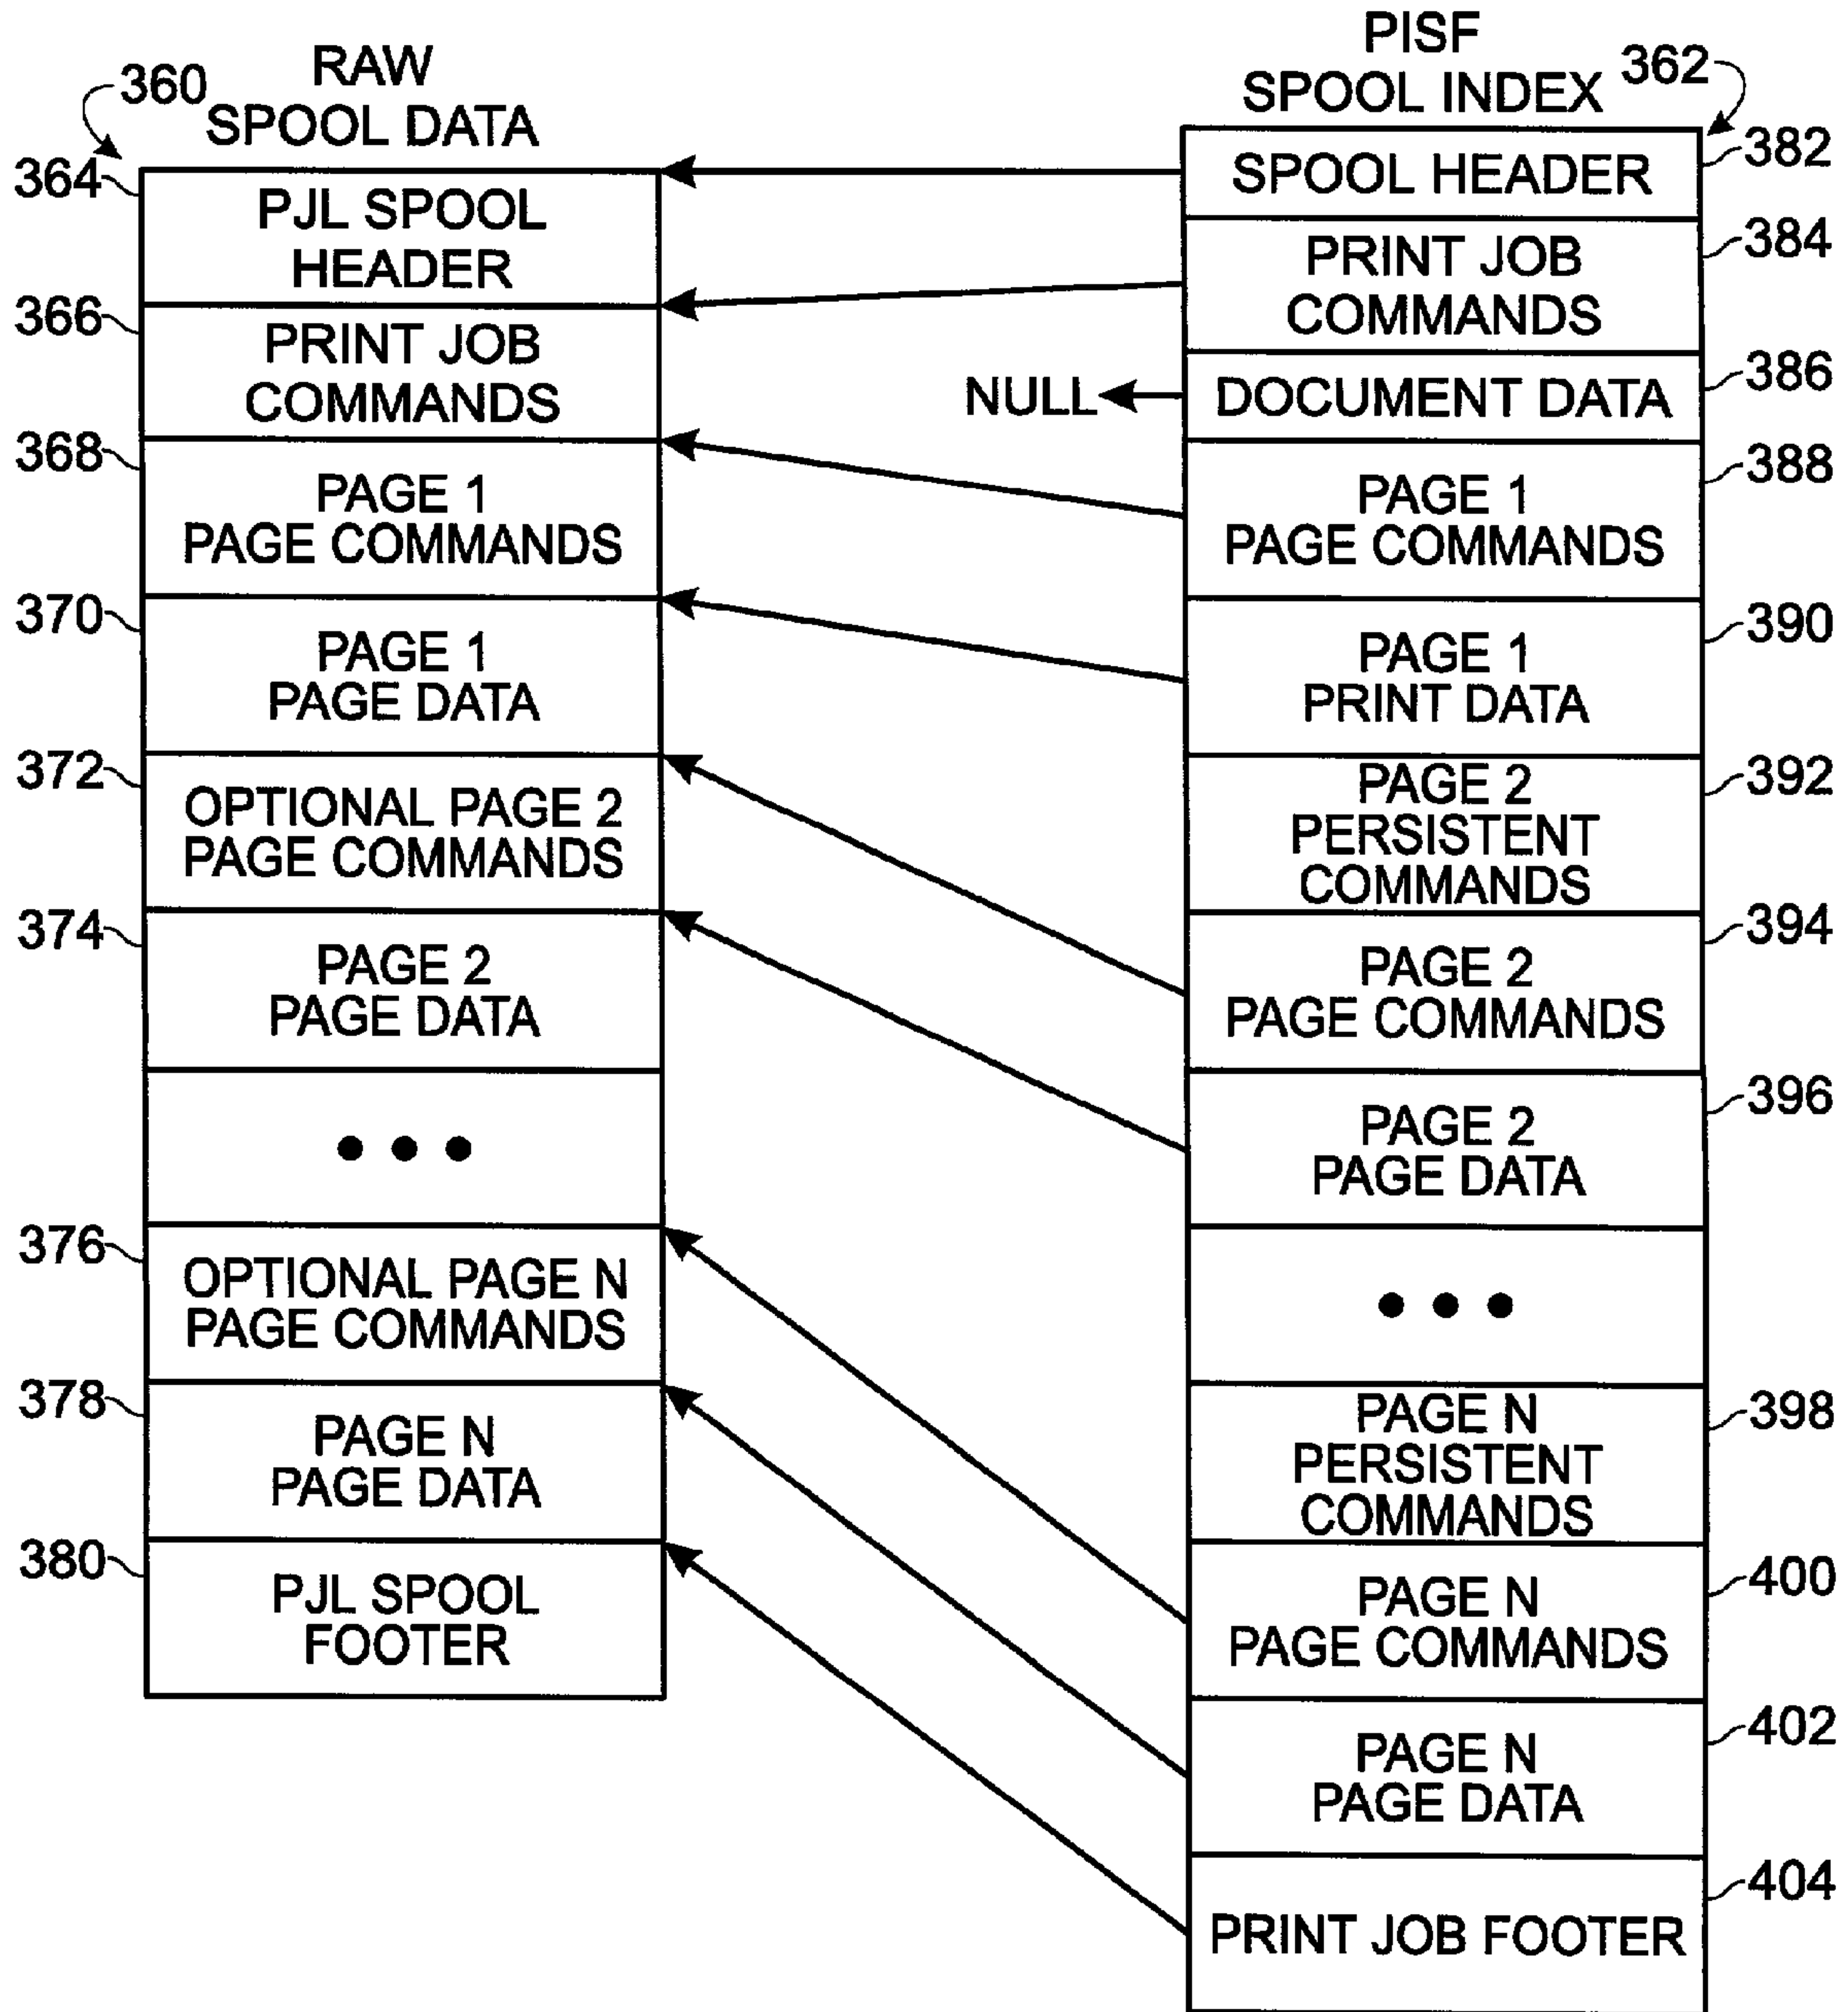 RAW
SPOOL DATA
360
364
PJL SPOOL
HEADER
366
PRINT JOB
COMMANDS
368
PAGE 1
PAGE COMMANDS
370
PAGE 1
PAGE DATA
372
OPTIONAL PAGE 2
PAGE COMMANDS
374
PAGE 2
PAGE DATA
• • •
376
OPTIONAL PAGE N
PAGE COMMANDS
378
PAGE N
PAGE DATA
380
PJL SPOOL
FOOTER
PISF
SPOOL INDEX
362
SPOOL HEADER
382
PRINT JOB
COMMANDS
384
NULL
DOCUMENT DATA
386
PAGE 1
PAGE COMMANDS
388
PAGE 1
PRINT DATA
390
PAGE 2
PERSISTENT
COMMANDS
392
PAGE 2
PAGE COMMANDS
394
PAGE 2
PAGE DATA
396
• • •
PAGE N
PERSISTENT
COMMANDS
398
PAGE N
PAGE COMMANDS
400
PAGE N
PAGE DATA
402
PRINT JOB FOOTER
404